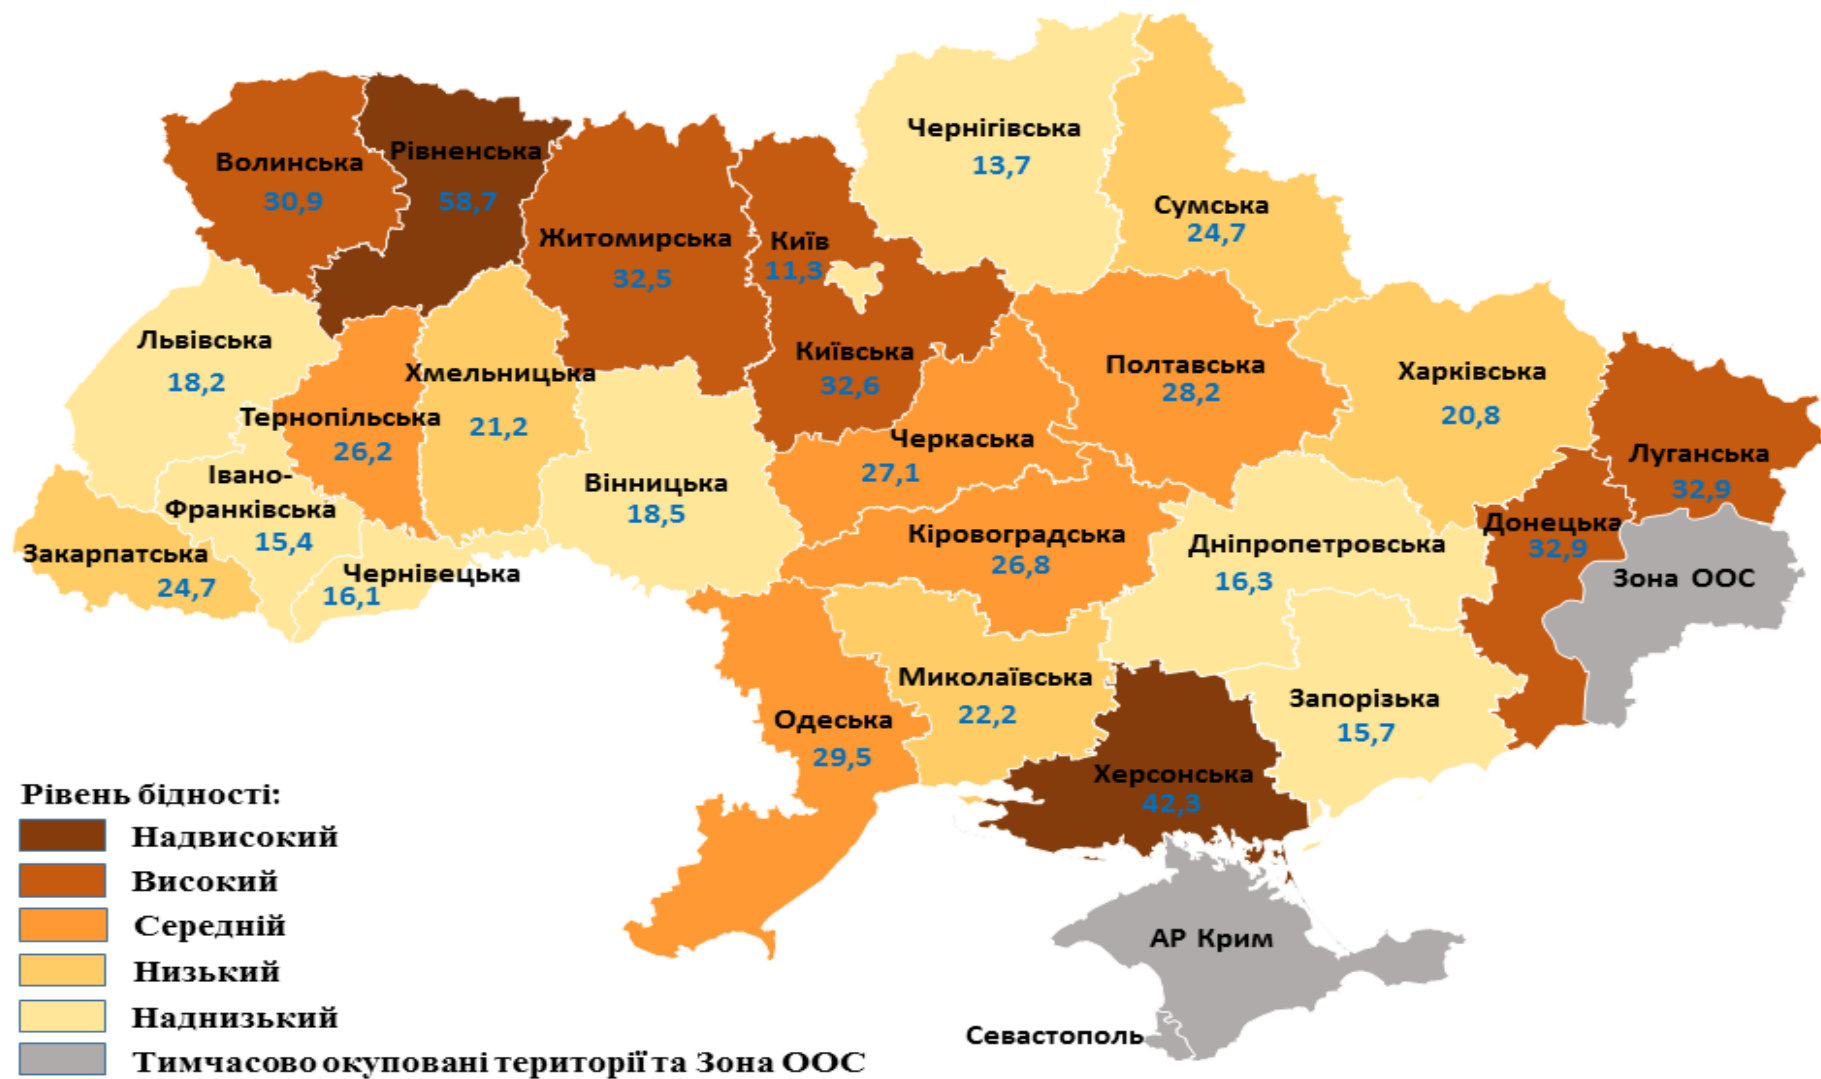 Чернігівська
13,7
Волинська
30,9
Рівненська
58,7
Сумська
24,7
Житомирська
32,5
Київ
11,3
Львівська
18,2
Київська
32,6
Полтавська
28,2
Хмельницька
21,2
Харківська
20,8
Тернопільська
26,2
Черкаська
27,1
Луганська
32,9
Івано-
Франківська
15,4
Вінницька
18,5
Донецька
32,9
Кіровоградська
26,8
Дніпропетровська
16,3
Закарпатська
24,7
Чернівецька
16,1
Зона ООС
Миколаївська
22,2
Запорізька
15,7
Одеська
29,5
Херсонська
42,3
Рівень бідності:
Надвисокий
Високий
Середній
Низький
Наднизький
Тимчасово окуповані території та Зона ООС
АР Крим
Севастополь